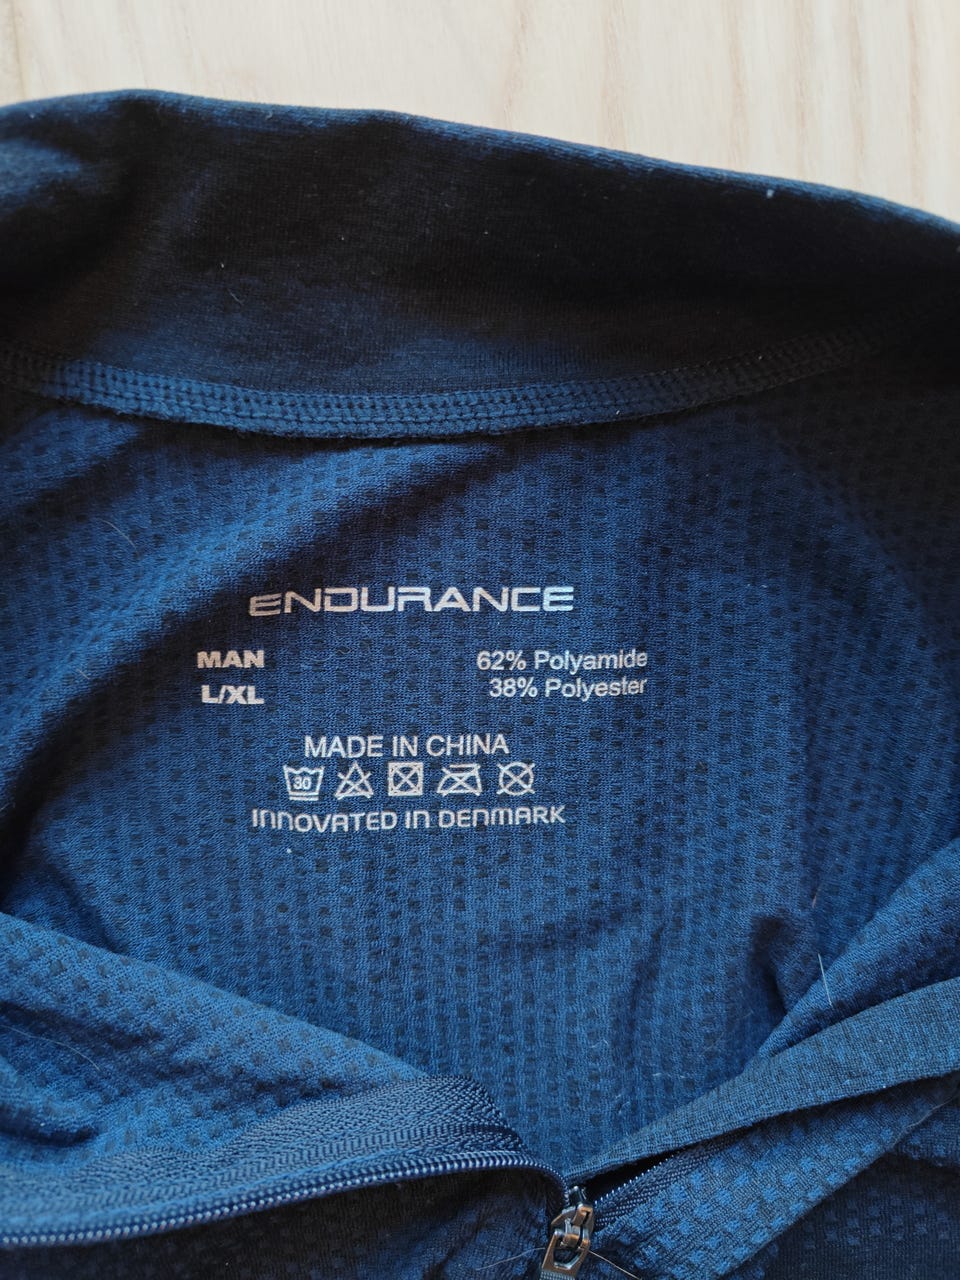 ENDURANCE
MAN
L/XL
62% Polyamide
38% Polyester
MADE IN CHINA
30
INNOVATED IN DENMARK